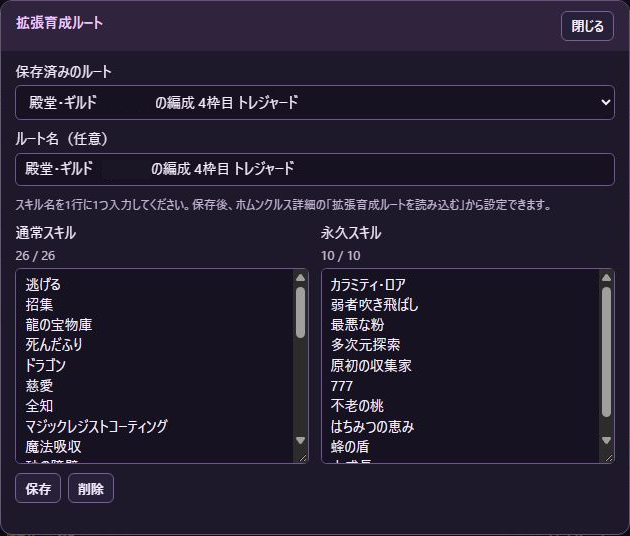 拡張育成ルート
閉じる
保存済みのルート
殿堂・ギルド の編成 4枠目 トレジャード
ルート名（任意）
殿堂・ギルド の編成 4枠目 トレジャード
スキル名を1行に1つ入力してください。保存後、ホムンクルス詳細の「拡張育成ルートを読み込む」から設定できます。
通常スキル
26 / 26
逃げる
招集
龍の宝物庫
死んだふり
ドラゴン
慈愛
全知
マジックレジストコーティング
魔法吸収
永久スキル
10 / 10
カラミティ・ロア
弱者吹き飛ばし
最悪な粉
多次元探索
原初の収集家
777
不老の桃
はちみつの恵み
蜂の盾
保存
削除